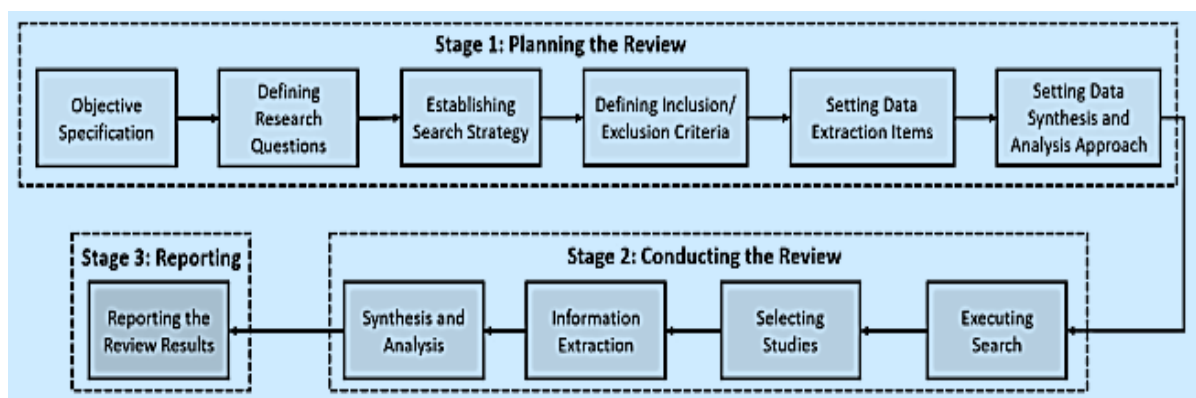 Stage 1: Planning the Review
Objective
Specification
Defining
Research
Questions
Establishing
Search Strategy
Defining Inclusion/
Exclusion Criteria
Setting Data
Extraction Items
Setting Data
Synthesis and
Analysis Approach
Stage 2: Conducting the Review
Executing
Search
Selecting
Studies
Information
Extraction
Synthesis and
Analysis
Stage 3: Reporting
Reporting the
Review Results